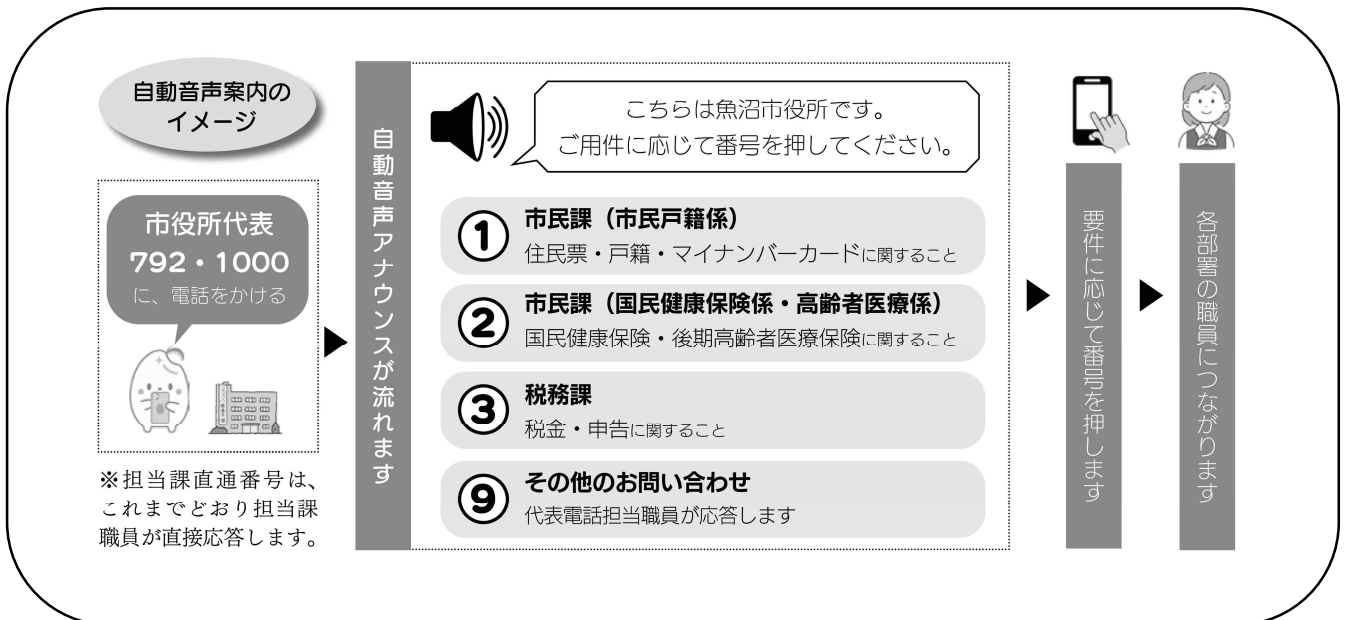 自動音声案内の
イメージ
市役所代表
792・1000
に、電話をかける
※担当課直通番号は、
これまでどおり担当課
職員が直接応答します。
自動音声アナウンスが流れます
こちらは魚沼市役所です。
ご用件に応じて番号を押してください。
① 市民課（市民戸籍係）
住民票・戸籍・マイナンバーカードに関すること
② 市民課（国民健康保険係・高齢者医療係）
国民健康保険・後期高齢者医療保険に関すること
③ 税務課
税金・申告に関すること
⑨ その他のお問い合わせ
代表電話担当職員が応答します
要件に応じて番号を押します
各部署の職員につながります